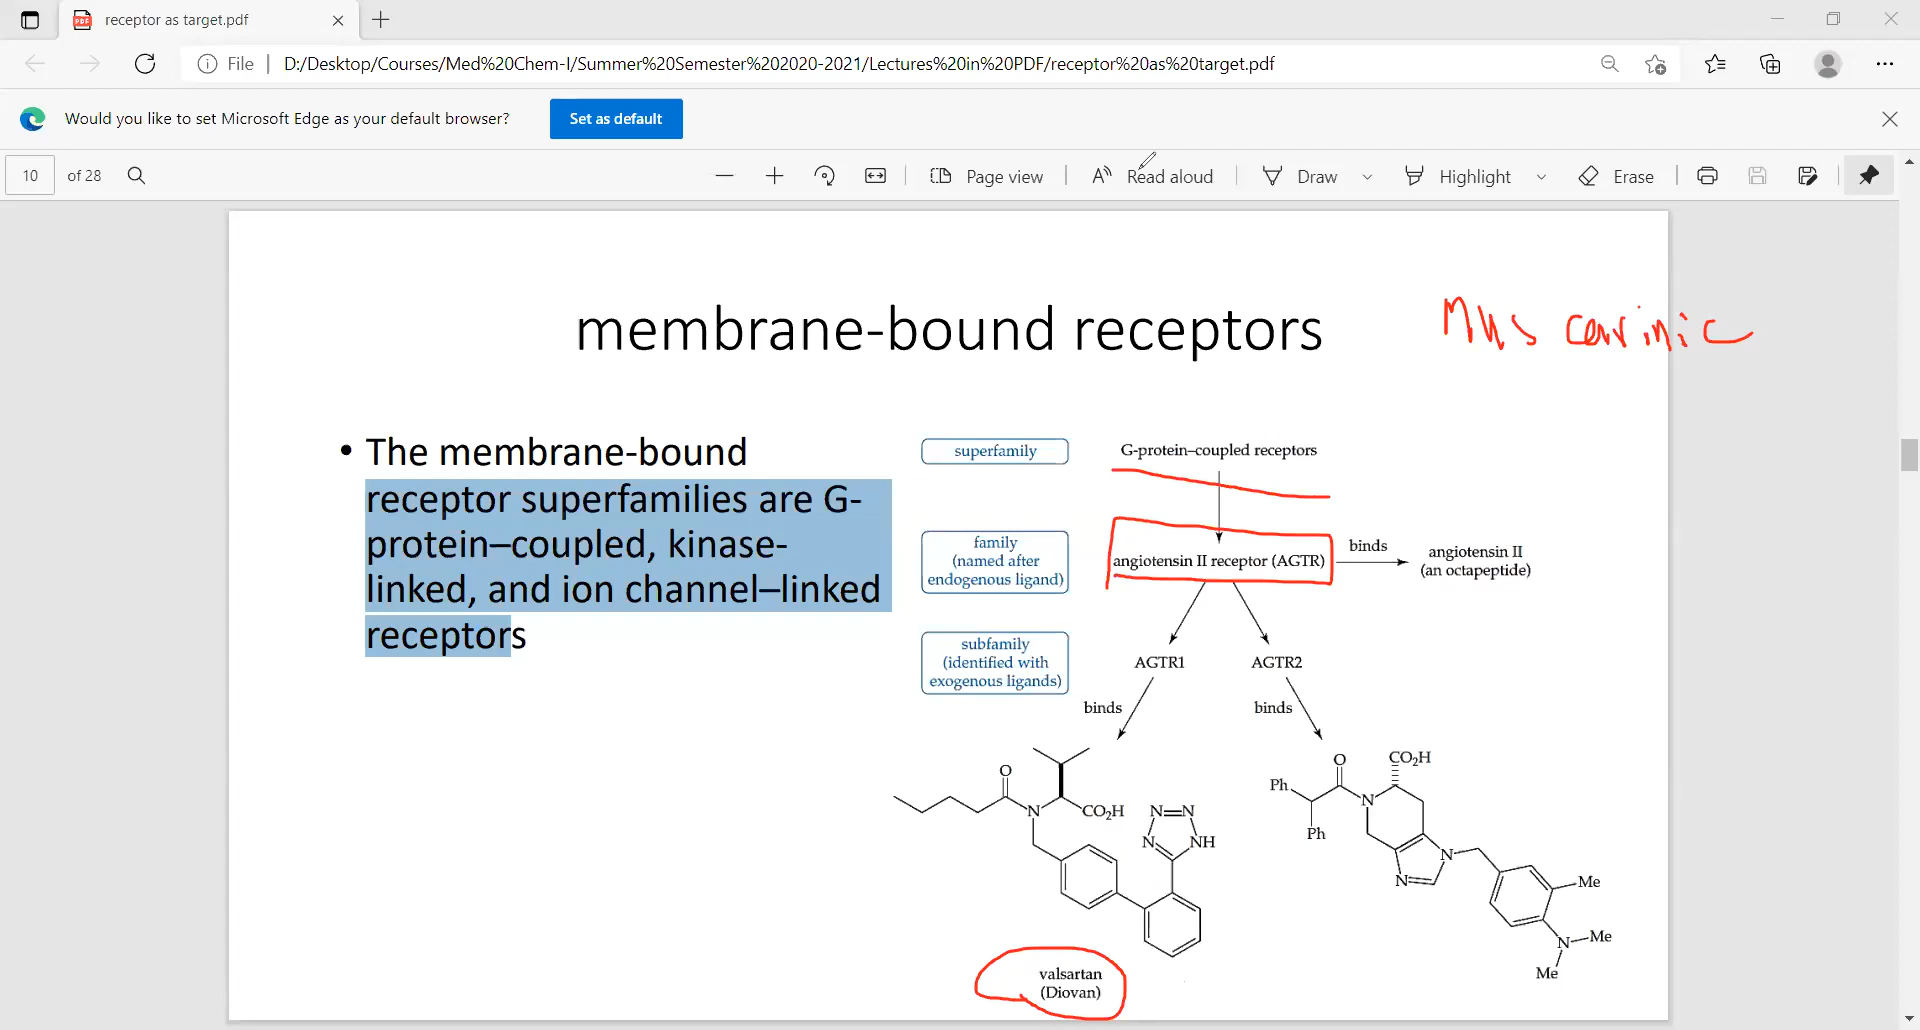 receptor as target.pdf
File D:/Desktop/Courses/Med%20Chem-I/Summer%20Semester%202020-2021/Lectures%20in%20PDF/receptor%20as%20target.pdf
Would you like to set Microsoft Edge as your default browser? Set as default
10 of 28 Page view Read aloud Draw Highlight Erase
membrane-bound receptors
Muscarinic
• The membrane-bound
receptor superfamilies are G-
protein–coupled, kinase-
linked, and ion channel–linked
receptors
superfamily
G-protein–coupled receptors
family
(named after
endogenous ligand)
angiotensin II receptor (AGTR)
binds
angiotensin II
(an octapeptide)
subfamily
(identified with
exogenous ligands)
AGTR1
AGTR2
binds
binds
O
N
CO₂H
N N
N NH
valsartan
(Diovan)
O
CO₂H
Ph
N
Ph
N
N
Me
N Me
Me